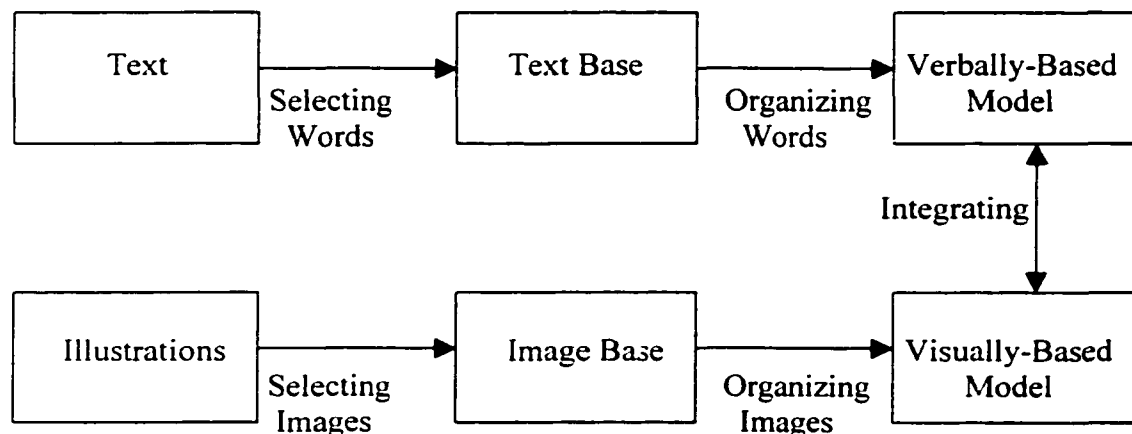 Text
Selecting
Words
Text Base
Organizing
Words
Verbally-Based
Model
Integrating
Illustrations
Selecting
Images
Image Base
Organizing
Images
Visually-Based
Model